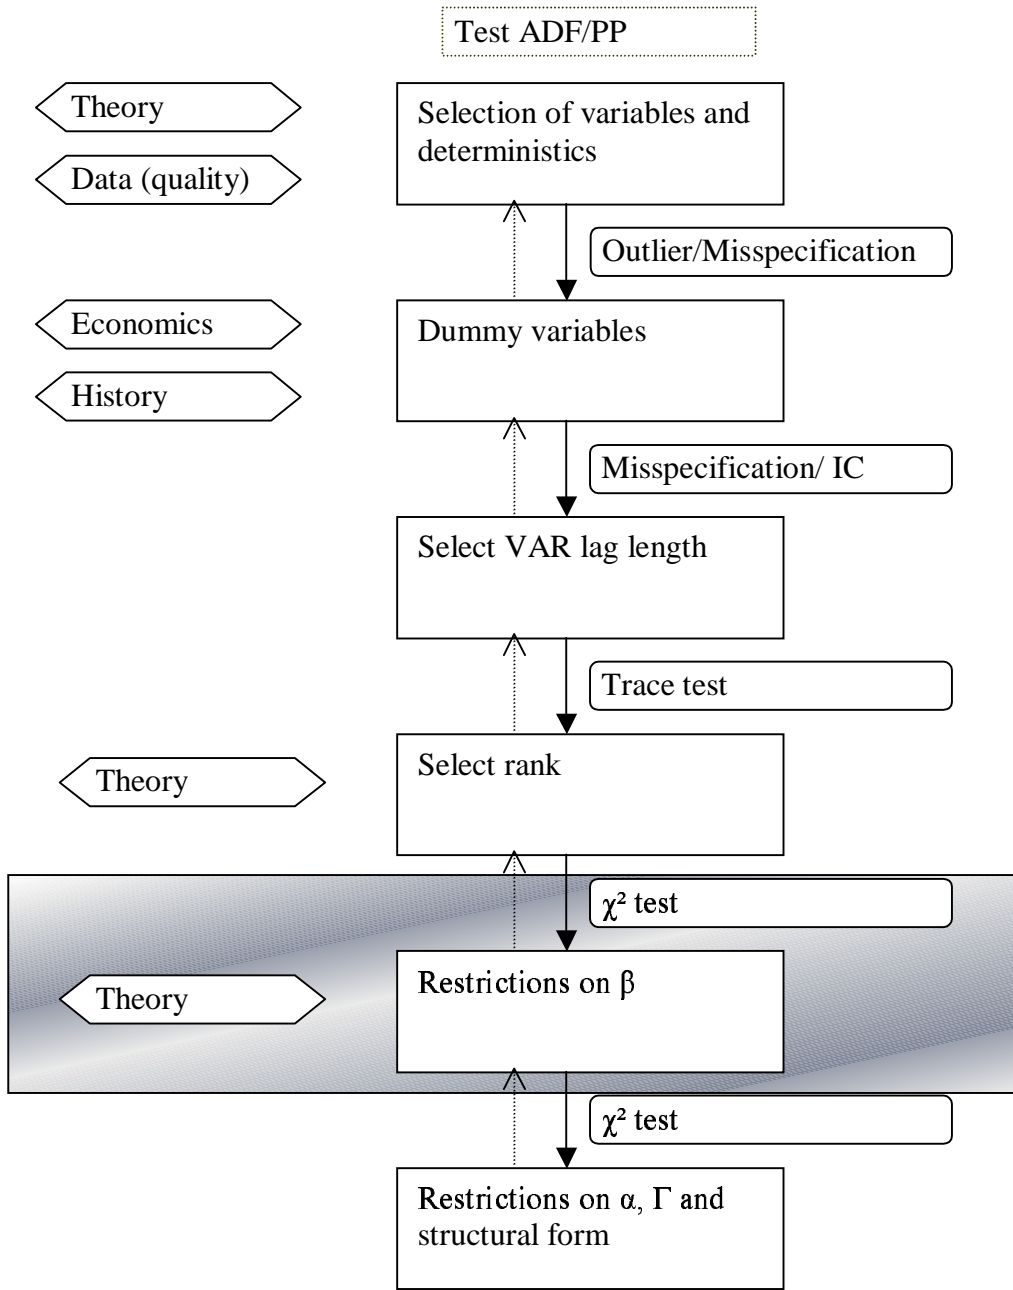 Test ADF/PP
Theory
Selection of variables and
deterministics
Data (quality)
Outlier/Misspecification
Economics
Dummy variables
History
Misspecification/ IC
Select VAR lag length
Trace test
Select rank
Theory
χ² test
Restrictions on β
Theory
χ² test
Restrictions on α, Γ and
structural form